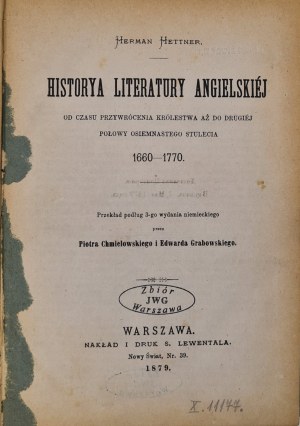 Herman Hettner,
HISTORYA LITERATURY ANGIELSKIÉJ
OD CZASU PRZYWRÓCENIA KRÓLESTWA AŻ DO DRUGIÉJ
POŁOWY OSIEMNASTEGO STULECIA
1660—1770.
Przekład podług 3-go wydania niemieckiego
przez
Piotra Chmielowskiego i Edwarda Grabowskiego.
Zbiór
JWG
Warszawa
WARSZAWA.
NAKŁAD I DRUK S. LEWENTALA.
Nowy Świat, Nr. 39.
1879.
X. 11177.